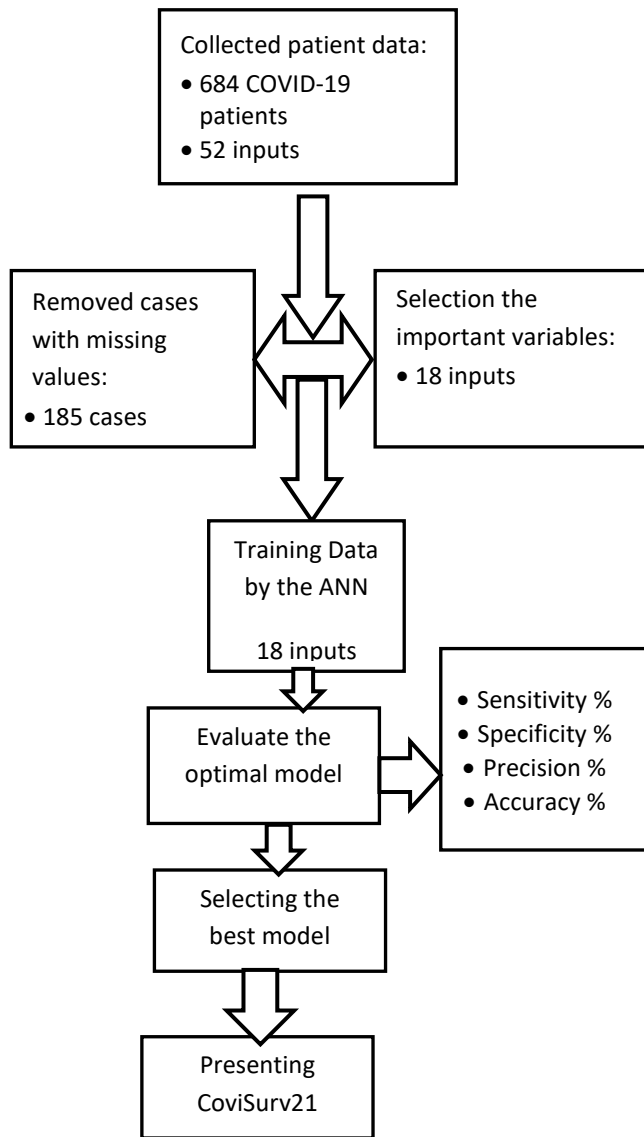 Collected patient data:
• 684 COVID-19
patients
• 52 inputs
Removed cases
with missing
values:
• 185 cases
Selection the
important variables:
• 18 inputs
Training Data
by the ANN
18 inputs
Evaluate the
optimal model
• Sensitivity %
• Specificity %
• Precision %
• Accuracy %
Selecting the
best model
Presenting
CoviSurv21